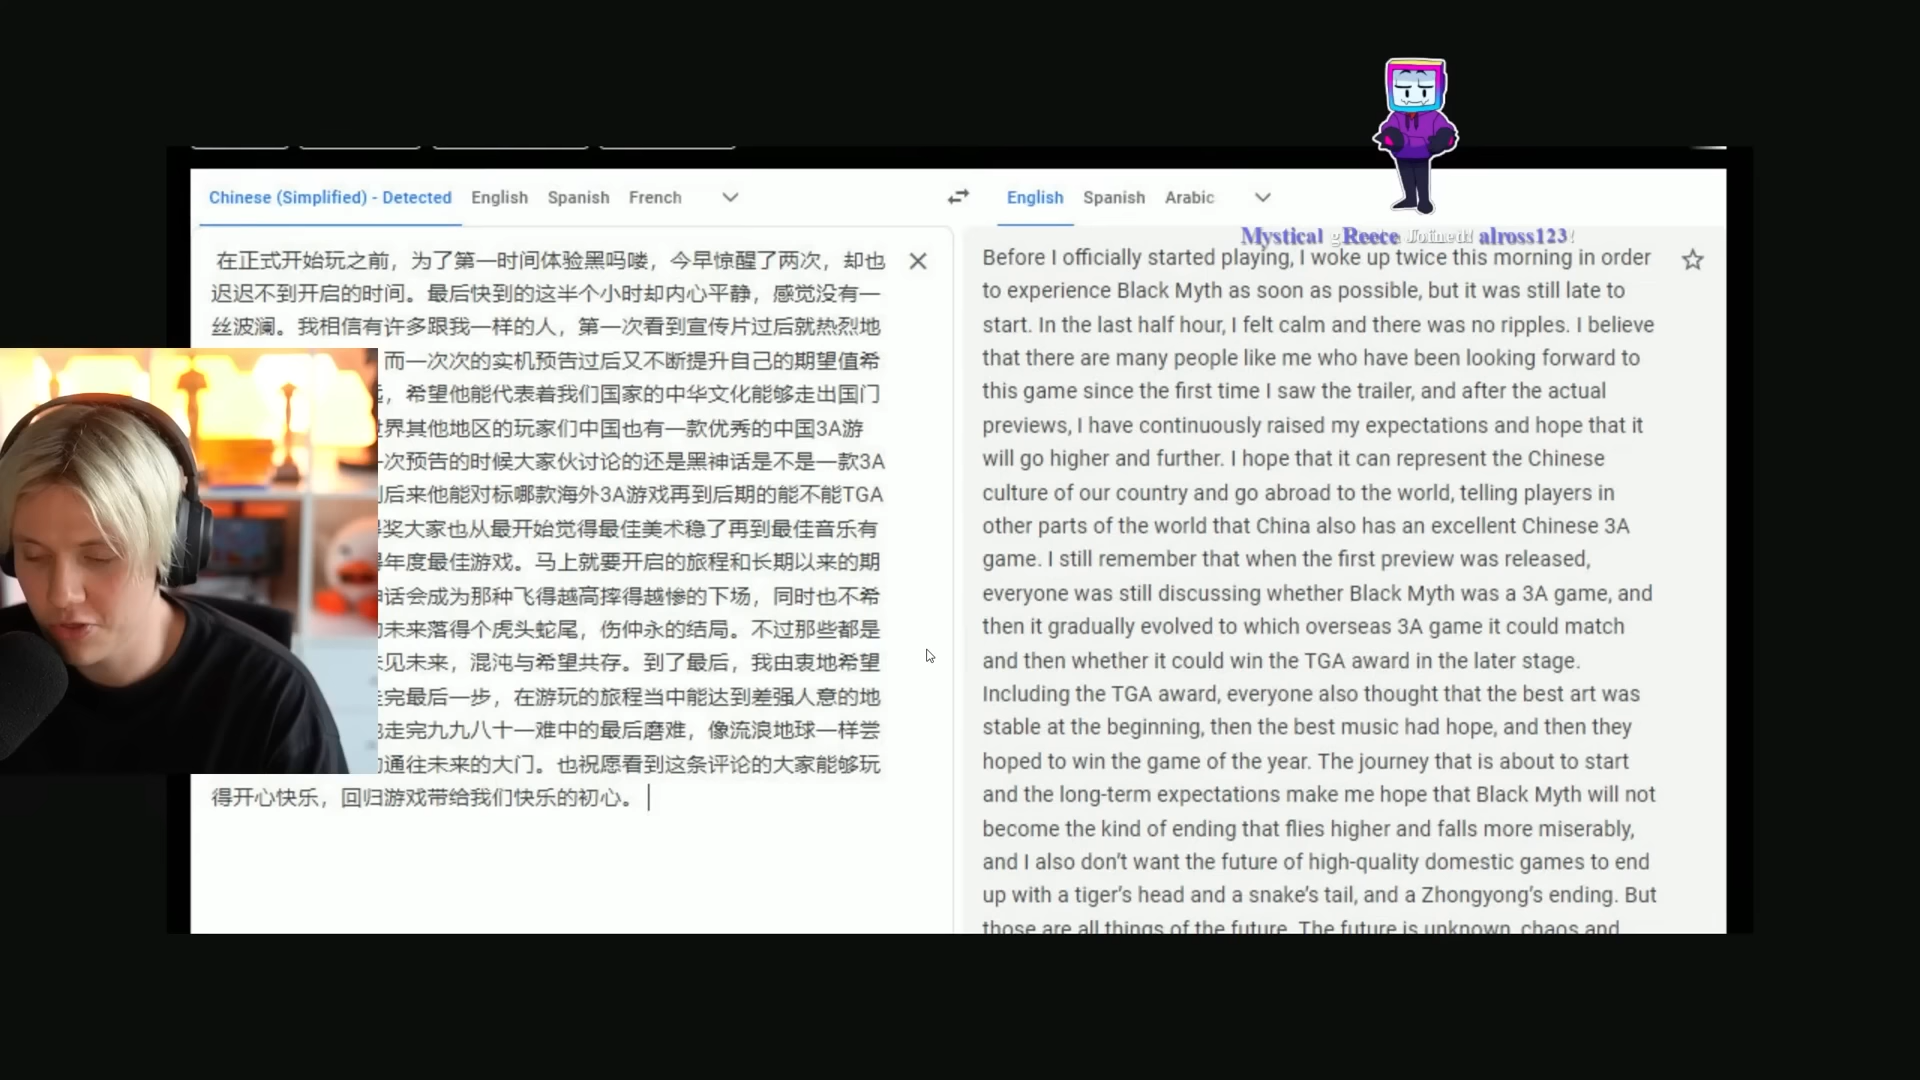 Chinese (Simplified) - Detected English Spanish French
English Spanish Arabic
Mystical Reece Joined! alross123!
在正式开始玩之前，为了第一时间体验黑吗喽，今早惊醒了两次，却也
迟迟不到开启的时间。最后快到的这半个小时却内心平静，感觉没有一
丝波澜。我相信有许多跟我一样的人，第一次看到宣传片过后就热烈地
而一次次的实机预告过后又不断提升自己的期望值希
，希望他能代表着我们国家的中华文化能够走出国门
界其他地区的玩家们中国也有一款优秀的中国3A游
次预告的时候大家伙讨论的还是黑神话是不是一款3A
后来他能对标哪款海外3A游戏再到后期的能不能TGA
奖大家也从最开始觉得最佳美术稳了再到最佳音乐有
年度最佳游戏。马上就要开启的旅程和长期以来的期
话会成为那种飞得越高摔得越惨的下场，同时也不希
未来落得个虎头蛇尾，伤仲永的结局。不过那些都是
见未来，混沌与希望共存。到了最后，我由衷地希望
完最后一步，在游玩的旅程当中能达到差强人意的地
走完九九八十一难中的最后磨难，像流浪地球一样尝
通往未来的大门。也祝愿看到这条评论的大家能够玩
得开心快乐，回归游戏带给我们快乐的初心。
Before I officially started playing, I woke up twice this morning in order
to experience Black Myth as soon as possible, but it was still late to
start. In the last half hour, I felt calm and there was no ripples. I believe
that there are many people like me who have been looking forward to
this game since the first time I saw the trailer, and after the actual
previews, I have continuously raised my expectations and hope that it
will go higher and further. I hope that it can represent the Chinese
culture of our country and go abroad to the world, telling players in
other parts of the world that China also has an excellent Chinese 3A
game. I still remember that when the first preview was released,
everyone was still discussing whether Black Myth was a 3A game, and
then it gradually evolved to which overseas 3A game it could match
and then whether it could win the TGA award in the later stage.
Including the TGA award, everyone also thought that the best art was
stable at the beginning, then the best music had hope, and then they
hoped to win the game of the year. The journey that is about to start
and the long-term expectations make me hope that Black Myth will not
become the kind of ending that flies higher and falls more miserably,
and I also don't want the future of high-quality domestic games to end
up with a tiger's head and a snake's tail, and a Zhongyong's ending. But
those are all things of the future. The future is unknown, chaos and